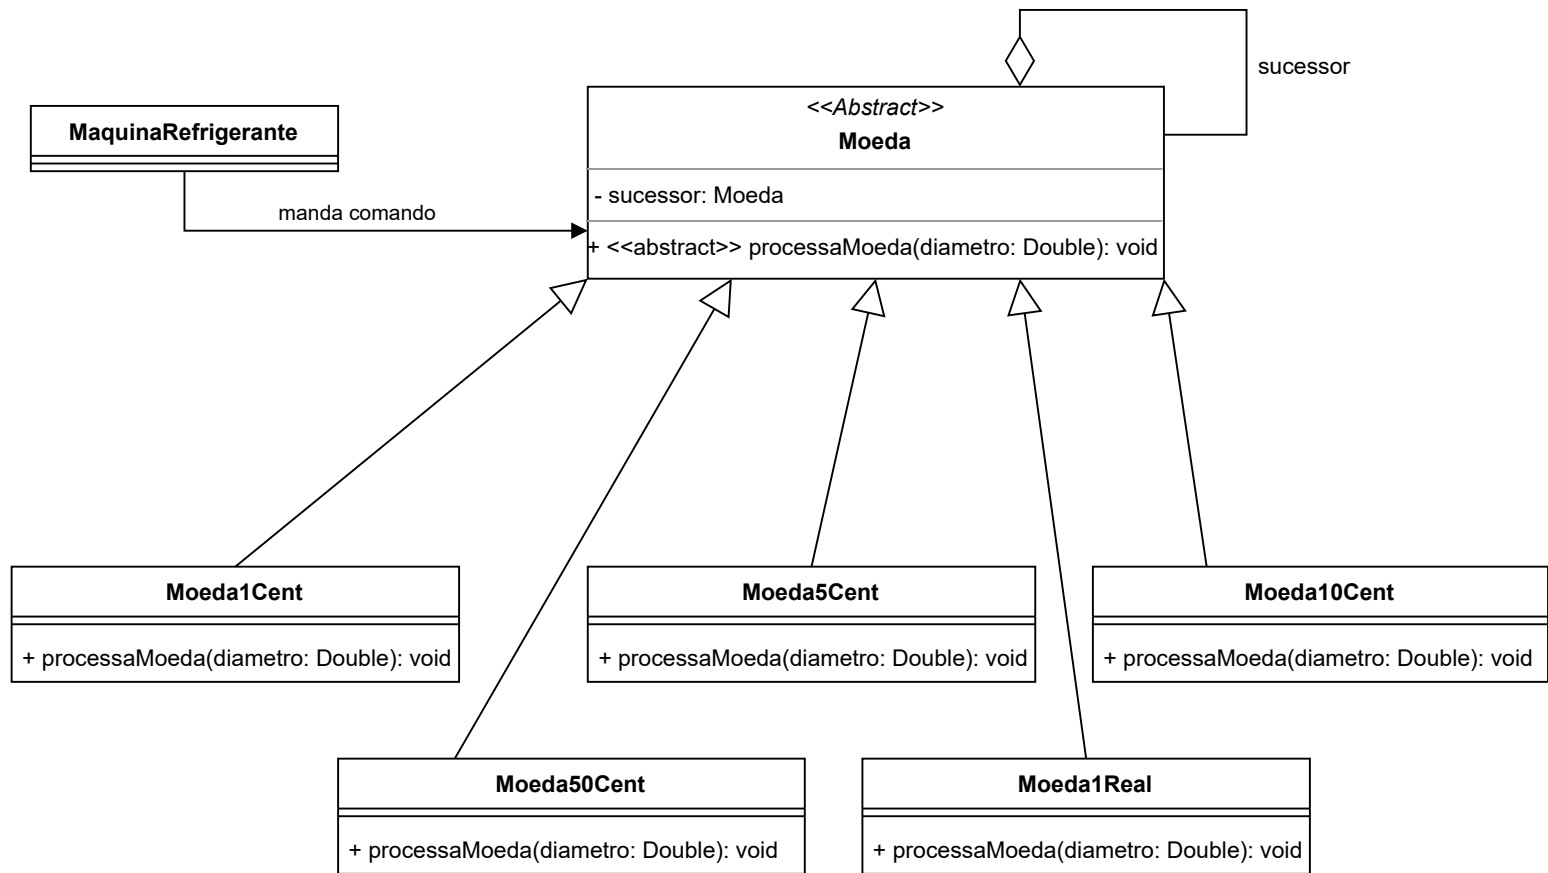 sucessor
<<Abstract>>
Moeda
- sucessor: Moeda
+ <<abstract>> processaMoeda(diametro: Double): void
MaquinaRefrigerante
manda comando
Moeda1Cent
+ processaMoeda(diametro: Double): void
Moeda5Cent
+ processaMoeda(diametro: Double): void
Moeda10Cent
+ processaMoeda(diametro: Double): void
Moeda50Cent
+ processaMoeda(diametro: Double): void
Moeda1Real
+ processaMoeda(diametro: Double): void